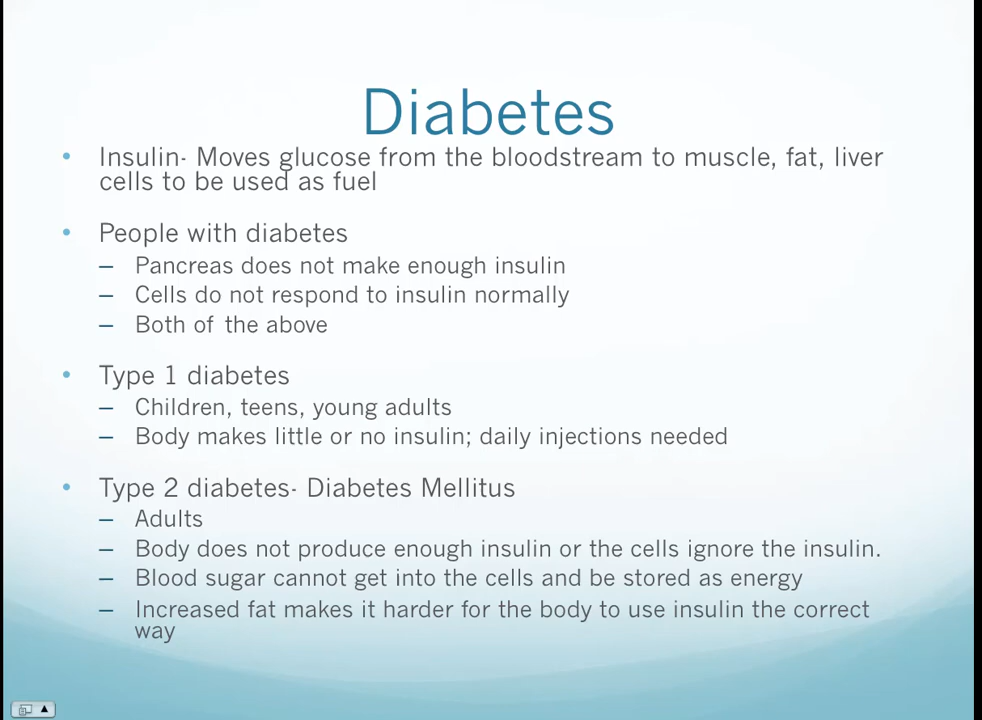 Diabetes
• Insulin- Moves glucose from the bloodstream to muscle, fat, liver
cells to be used as fuel
• People with diabetes
– Pancreas does not make enough insulin
– Cells do not respond to insulin normally
– Both of the above
• Type 1 diabetes
– Children, teens, young adults
– Body makes little or no insulin; daily injections needed
• Type 2 diabetes- Diabetes Mellitus
– Adults
– Body does not produce enough insulin or the cells ignore the insulin.
– Blood sugar cannot get into the cells and be stored as energy
– Increased fat makes it harder for the body to use insulin the correct
way